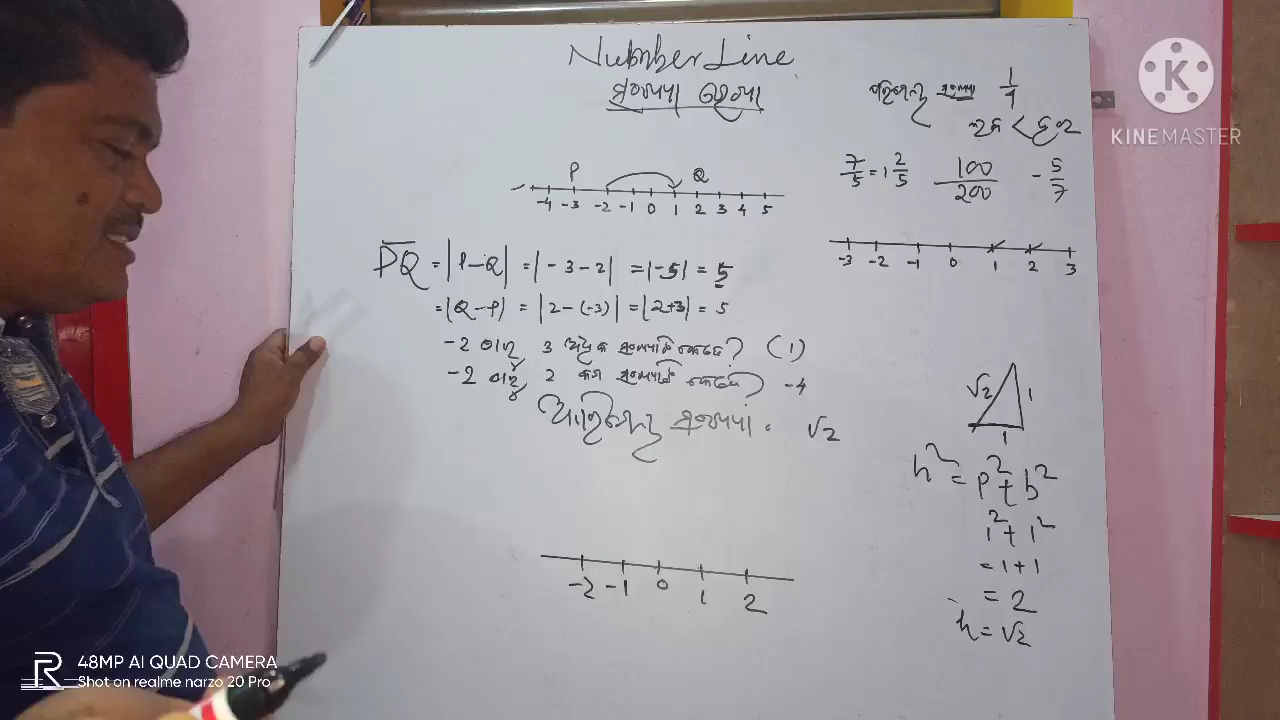 Number Line
ସଂଖ୍ୟା ରେଖା
ପରିମେୟ ସଂଖ୍ୟା 1/1
ଲବ < ହର
7/5 = 1 2/5 100/200 - 5/7
P Q
-4 -3 -2 -1 0 1 2 3 4 5
-3 -2 -1 0 1 2 3
PQ = |P-Q| = |-3-2| = |-5| = 5
= |Q-P| = |2-(-3)| = |2+3| = 5
-2 ଠାରୁ 3 ଅଧିକ ସଂଖ୍ୟାଟି କେତେ? (1)
-2 ଠାରୁ 2 କମ ସଂଖ୍ୟାଟି କେତେ? -4
ଅପରିମେୟ ସଂଖ୍ୟା √2
√2 1
1
h² = p² + b²
1² + 1²
= 1+1
= 2
h = √2
-2 -1 0 1 2
KINEMASTER
R 48MP AI QUAD CAMERA
Shot on realme narzo 20 Pro